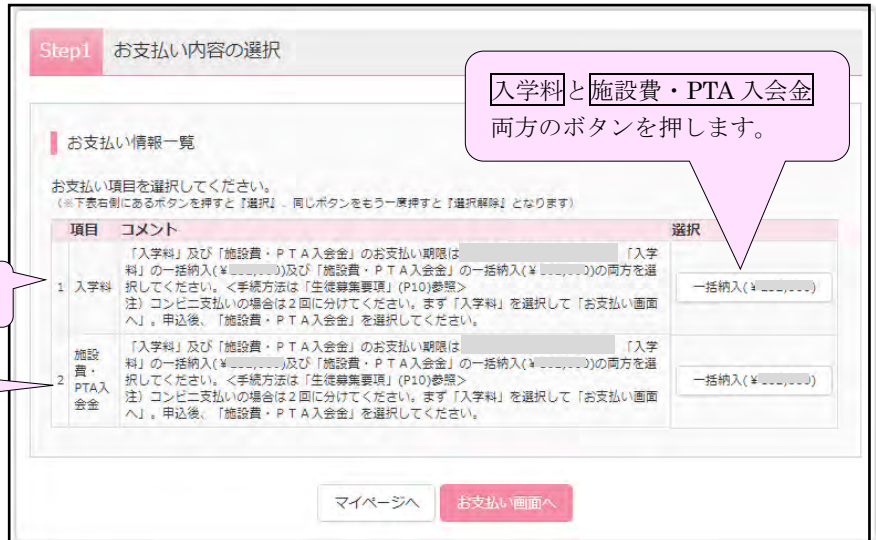 Step1 お支払い内容の選択
入学料と施設費・PTA 入会金
両方のボタンを押します。
お支払い情報一覧
お支払い項目を選択してください。
(※下表右側にあるボタンを押すと『選択』、同じボタンをもう一度押すと『選択解除』となります)
項目 コメント 選択
1 入学料
「入学料」及び「施設費・ＰＴＡ入会金」のお支払い期限は 「入学
料」の一括納入(¥ )及び「施設費・ＰＴＡ入会金」の一括納入(¥ )の両方を選
択してください。＜手続方法は「生徒募集要項」(P10)参照＞
注）コンビニ支払いの場合は２回に分けてください。まず「入学料」を選択して「お支払い画面
へ」。申込後、「施設費・ＰＴＡ入会金」を選択してください。
一括納入(¥ )
2 施設
費・
PTA入
会金
「入学料」及び「施設費・ＰＴＡ入会金」のお支払い期限は 「入学
料」の一括納入(¥ )及び「施設費・ＰＴＡ入会金」の一括納入(¥ )の両方を選
択してください。＜手続方法は「生徒募集要項」(P10)参照＞
注）コンビニ支払いの場合は２回に分けてください。まず「入学料」を選択して「お支払い画面
へ」。申込後、「施設費・ＰＴＡ入会金」を選択してください。
一括納入(¥ )
マイページへ お支払い画面へ